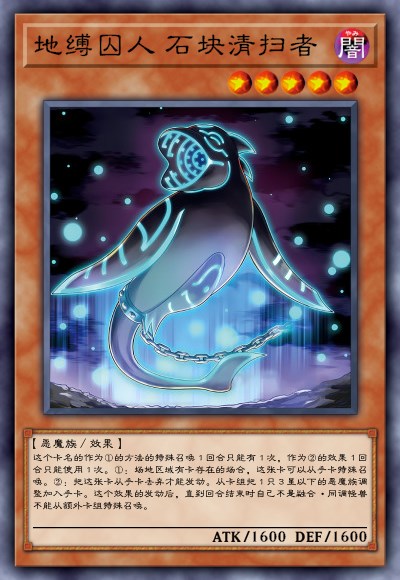 地缚囚人 石块清扫者
やみ
闇
【恶魔族／效果】
这个卡名的作为①的方法的特殊召唤1回合只能有1次，作为②的效果1回
合只能使用1次。①：场地区域有卡存在的场合，这张卡可以从手卡特殊召
唤。②：把这张卡从手卡丢弃才能发动。从卡组把1只3星以下的恶魔族调
整加入手卡。这个效果的发动后，直到回合结束时自己不是融合·同调怪兽
不能从额外卡组特殊召唤。
ATK/1600 DEF/1600